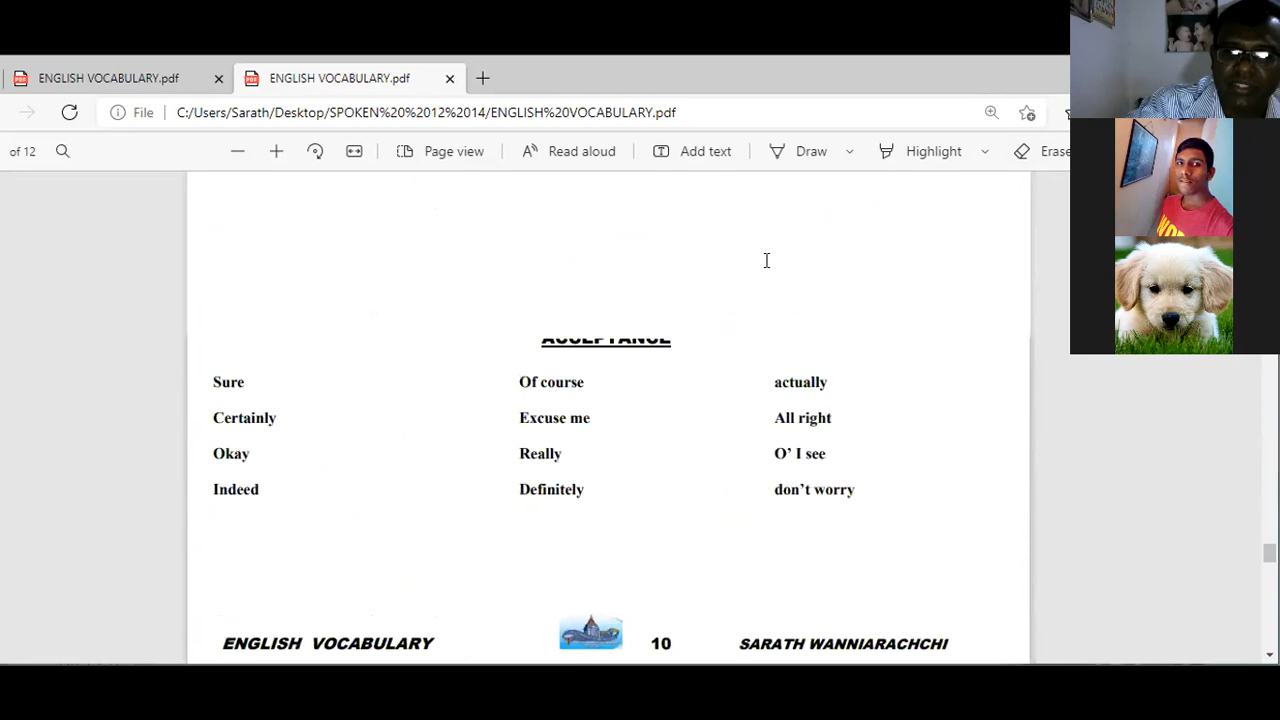 ENGLISH VOCABULARY.pdf ENGLISH VOCABULARY.pdf
File C:/Users/Sarath/Desktop/SPOKEN%20%2012%2014/ENGLISH%20VOCABULARY.pdf
of 12 Page view Read aloud Add text Draw Highlight Erase
ACCEPTANCE
Sure Of course actually
Certainly Excuse me All right
Okay Really O’ I see
Indeed Definitely don’t worry
ENGLISH VOCABULARY 10 SARATH WANNIARACHCHI